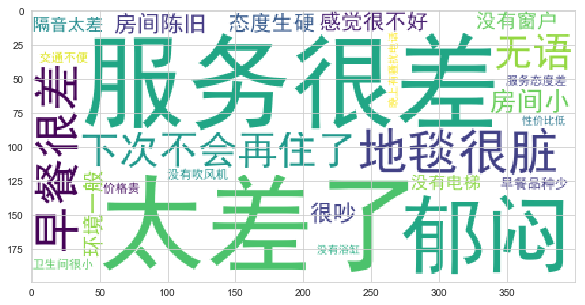 隔音太差
房间陈旧
态度生硬
感觉很不好
没有窗户
交通不便
服务很差
无语
服务态度差
房间小
性价比低
早餐很差
下次不会再住了
地毯很脏
没有吹风机
环境一般
价格贵
太差了
很吵
没有电梯
早餐品种少
郁闷
没有浴缸
卫生间很小
0
25
50
75
100
125
150
175
0
50
100
150
200
250
300
350